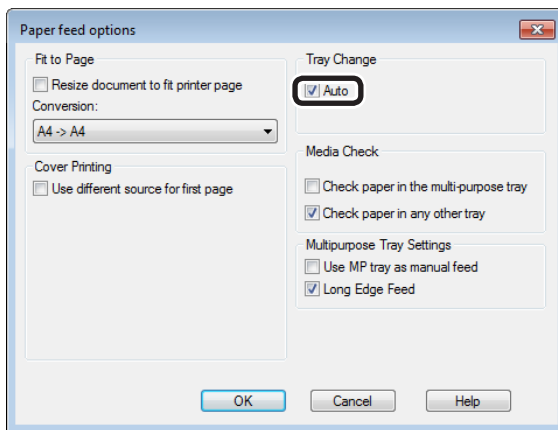 Paper feed options
Fit to Page
Resize document to fit printer page
Conversion:
A4 -> A4
Cover Printing
Use different source for first page
Tray Change
Auto
Media Check
Check paper in the multi-purpose tray
Check paper in any other tray
Multipurpose Tray Settings
Use MP tray as manual feed
Long Edge Feed
OK
Cancel
Help